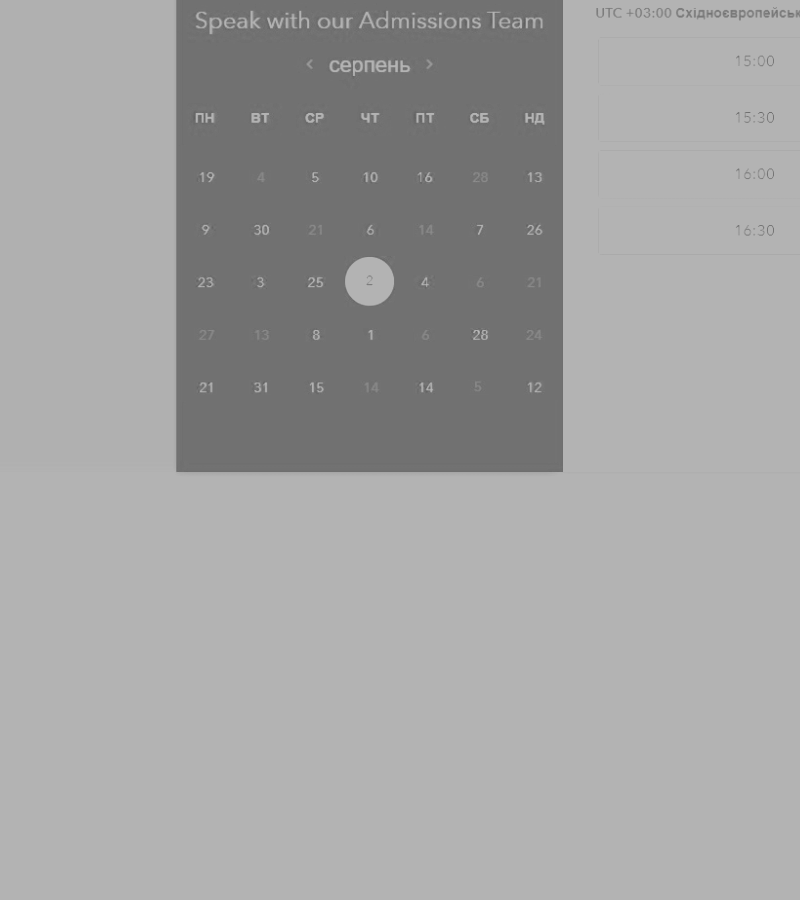 Speak with our Admissions Team
UTC +03:00 Східноєвропейськ
< серпень >
ПН ВТ СР ЧТ ПТ СБ НД
19 4 5 10 16 28 13
9 30 21 6 14 7 26
23 3 25 2 4 6 21
27 13 8 1 6 28 24
21 31 15 14 14 5 12
15:00
15:30
16:00
16:30